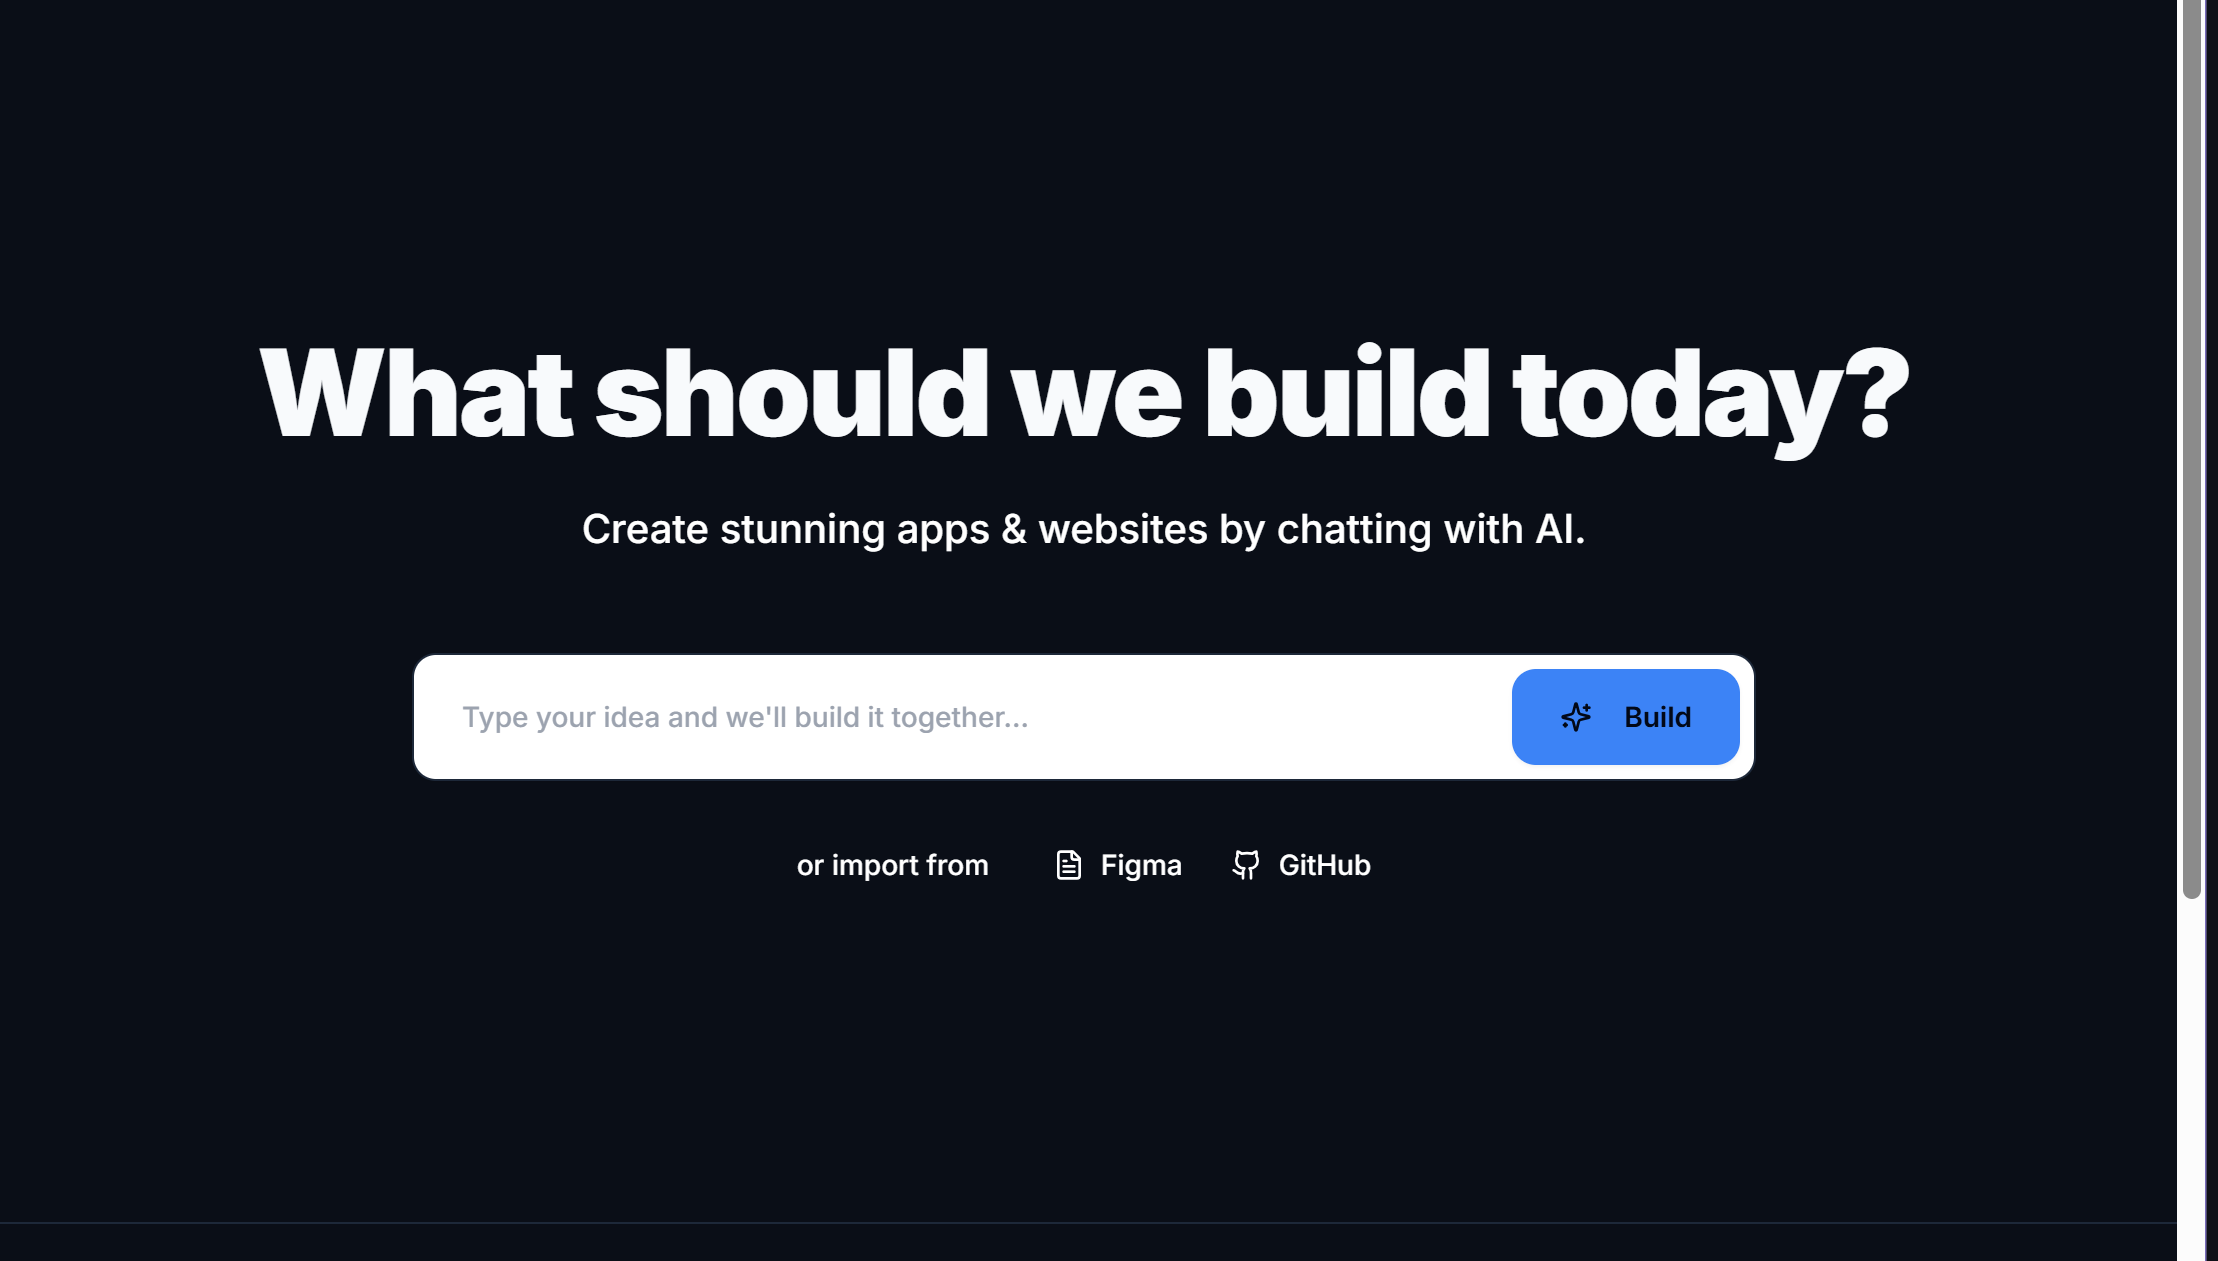 What should we build today?
Create stunning apps & websites by chatting with AI.
Type your idea and we'll build it together...
Build
or import from Figma GitHub